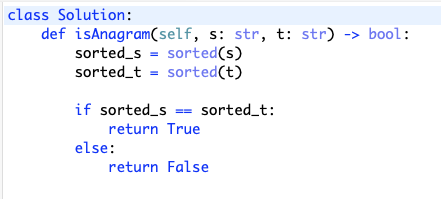 class Solution:
    def isAnagram(self, s: str, t: str) -> bool:
        sorted_s = sorted(s)
        sorted_t = sorted(t)

        if sorted_s == sorted_t:
            return True
        else:
            return False